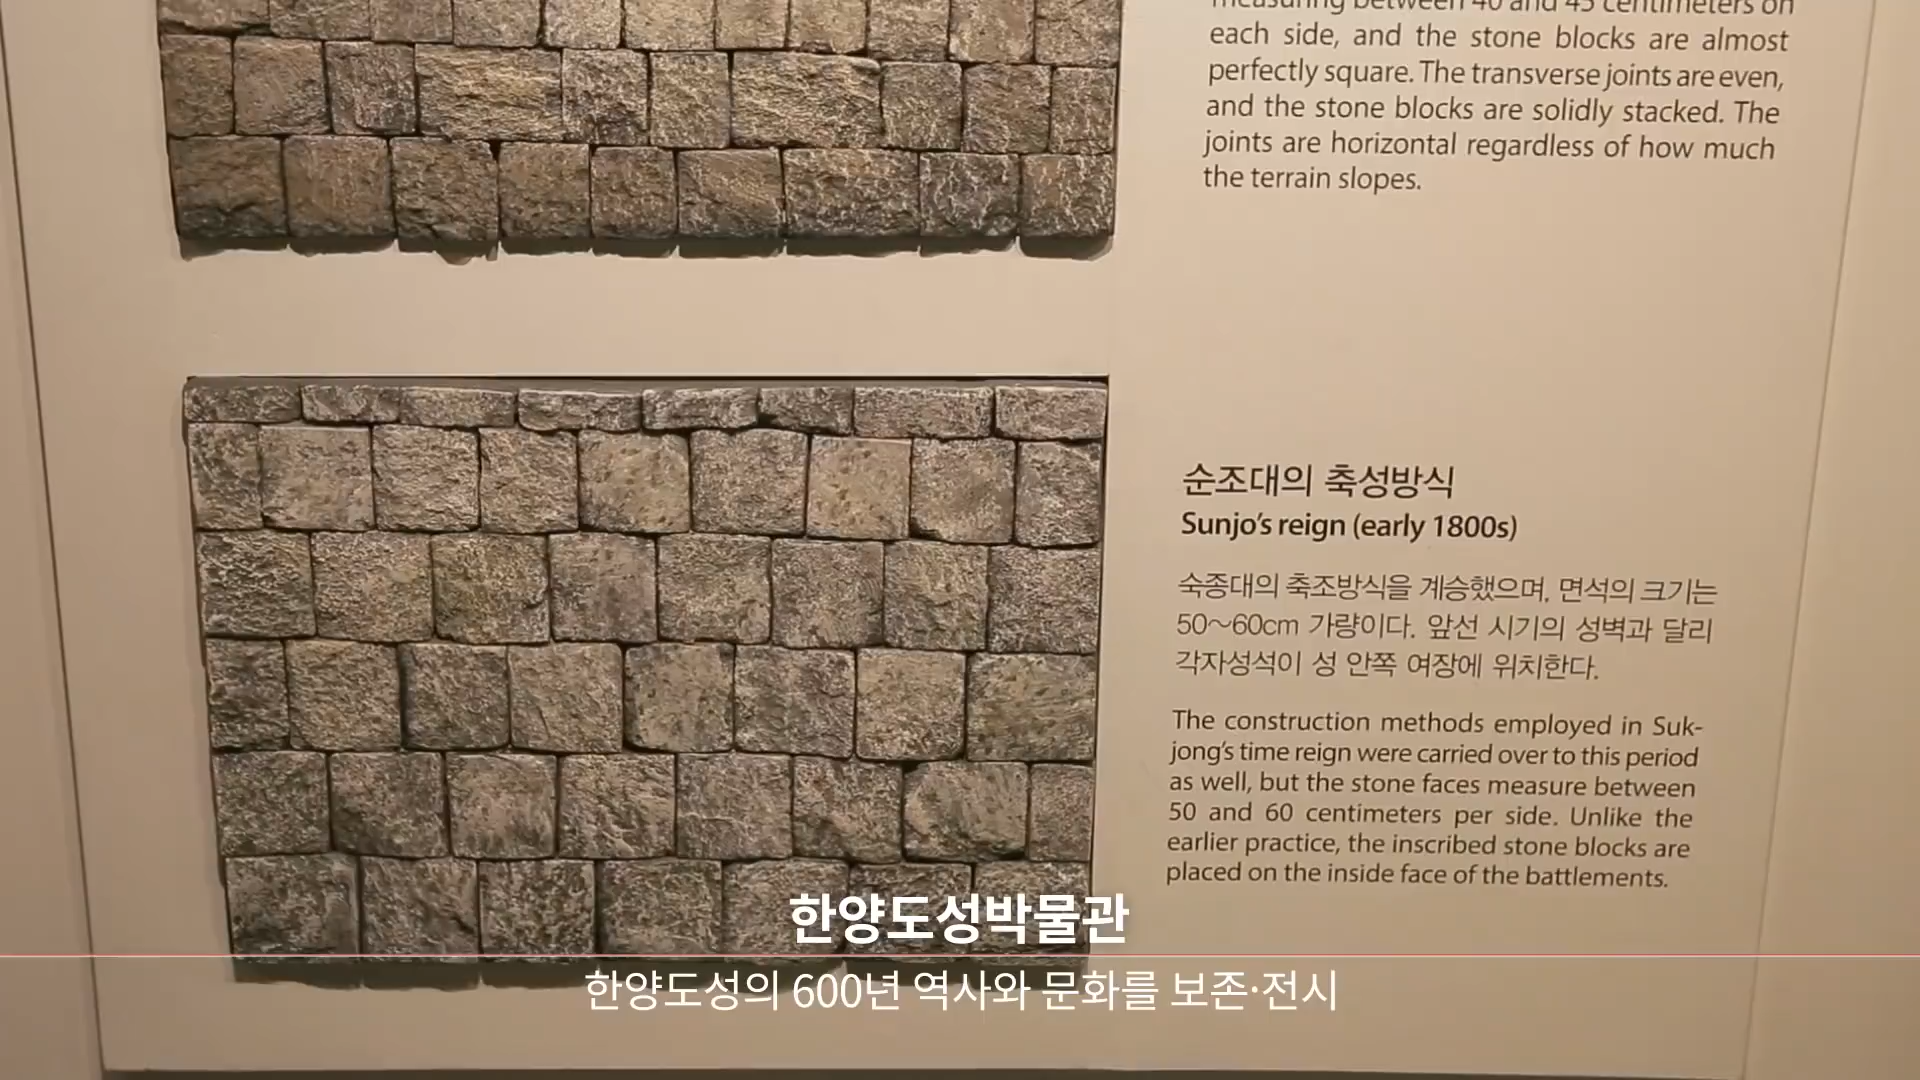 measuring between 40 and 45 centimeters on
each side, and the stone blocks are almost
perfectly square. The transverse joints are even,
and the stone blocks are solidly stacked. The
joints are horizontal regardless of how much
the terrain slopes.
순조대의 축성방식
Sunjo's reign (early 1800s)
숙종대의 축조방식을 계승했으며, 면석의 크기는
50~60cm 가량이다. 앞선 시기의 성벽과 달리
각자성석이 성 안쪽 여장에 위치한다.
The construction methods employed in Suk-
jong's time reign were carried over to this period
as well, but the stone faces measure between
50 and 60 centimeters per side. Unlike the
earlier practice, the inscribed stone blocks are
placed on the inside face of the battlements.
한양도성박물관
한양도성의 600년 역사와 문화를 보존·전시